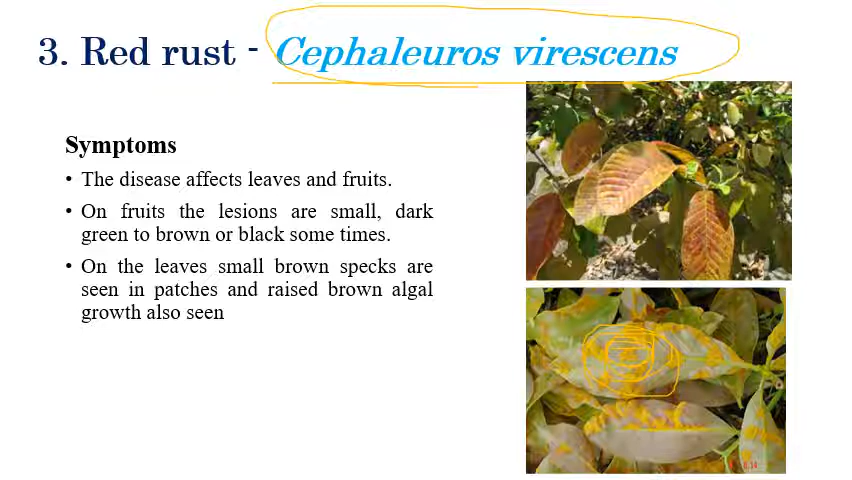 3. Red rust - Cephaleuros virescens
Symptoms
• The disease affects leaves and fruits.
• On fruits the lesions are small, dark
green to brown or black some times.
• On the leaves small brown specks are
seen in patches and raised brown algal
growth also seen